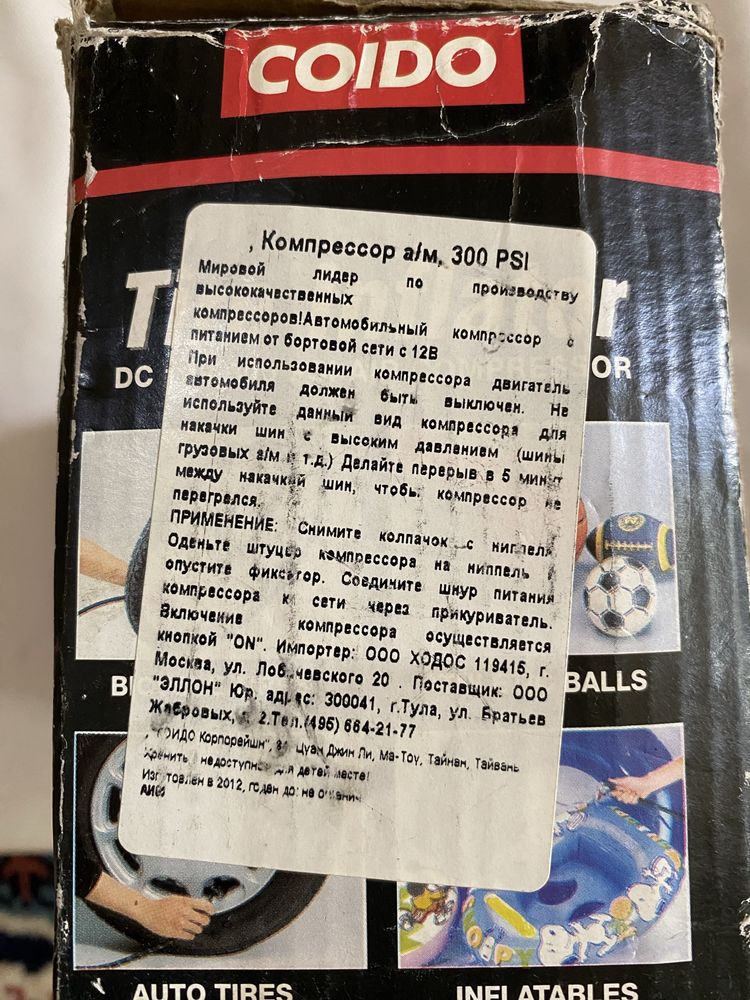 COIDO
, Компрессор а/м, 300 PSI
Мировой лидер по производству
высококачественных
компрессоров!Автомобильный компрессор с
питанием от бортовой сети с 12В
DC
OR
При использовании компрессора двигатель
автомобиля должен быть выключен. Не
используйте данный вид компрессора для
накачки шин с высоким давлением (шины
грузовых а/м и т.д.) Делайте перерыв в 5 минут
между накачкой шин, чтобы компрессор не
перегрелся.
ПРИМЕНЕНИЕ: Снимите колпачок с ниппеля
Оденьте штуцер компрессора на ниппель и
опустите фиксатор. Соедините шнур питания
компрессора к сети через прикуриватель.
Включение компрессора осуществляется
кнопкой "ON". Импортер: ООО ХОДОС 119415, г.
Москва, ул. Лобачевского 20 . Поставщик: ООО
"ЭЛЛОН" Юр. адрес: 300041, г.Тула, ул. Братьев
Жабровых, 2.Тел.(495) 664-21-77
BALLS
"КОИДО Корпорейшн", Цуан Джин Ли, Ма-Тоу, Тайнан, Тайвань
Хранить в недоступное для детей месте!
Изготовлен в 2012, годен до: не огранич
AUTO TIRES
INFLATABLES